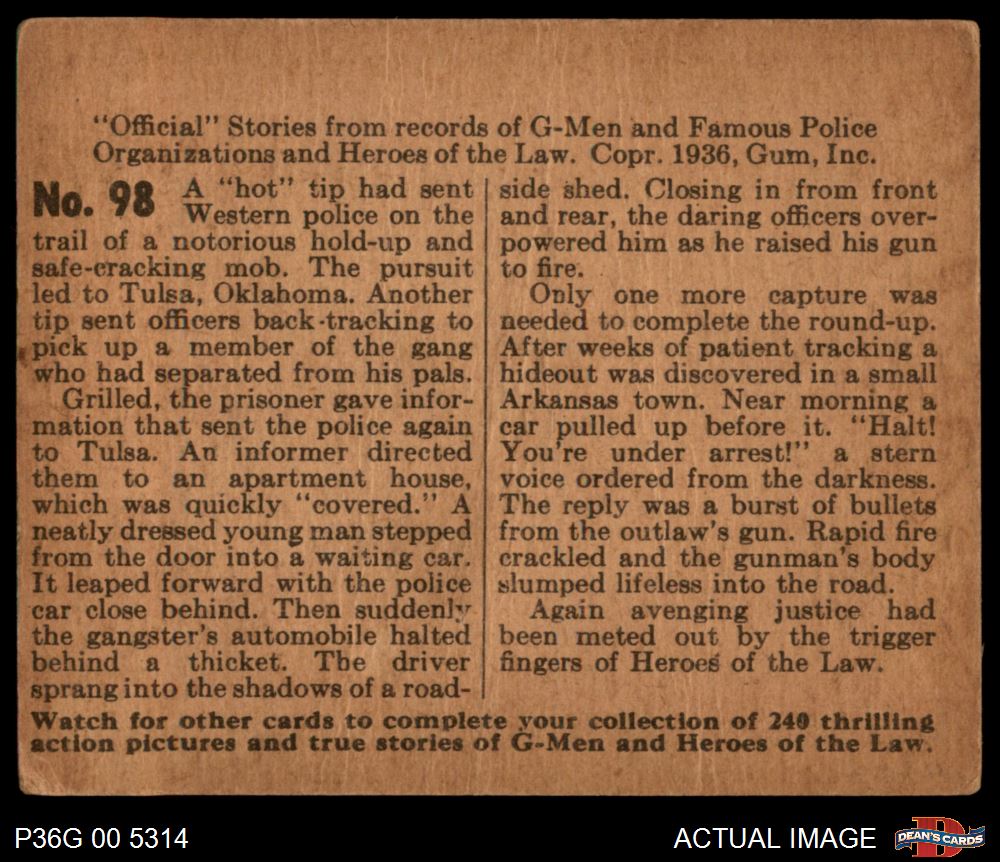 "Official" Stories from records of G-Men and Famous Police
Organizations and Heroes of the Law. Copr. 1936, Gum, Inc.
No. 98
A "hot" tip had sent
Western police on the
trail of a notorious hold-up and
safe-cracking mob. The pursuit
led to Tulsa, Oklahoma. Another
tip sent officers back-tracking to
pick up a member of the gang
who had separated from his pals.
Grilled, the prisoner gave infor-
mation that sent the police again
to Tulsa. An informer directed
them to an apartment house,
which was quickly "covered." A
neatly dressed young man stepped
from the door into a waiting car.
It leaped forward with the police
car close behind. Then suddenly
the gangster's automobile halted
behind a thicket. The driver
sprang into the shadows of a road-
side shed. Closing in from front
and rear, the daring officers over-
powered him as he raised his gun
to fire.
Only one more capture was
needed to complete the round-up.
After weeks of patient tracking a
hideout was discovered in a small
Arkansas town. Near morning a
car pulled up before it. "Halt!
You're under arrest!" a stern
voice ordered from the darkness.
The reply was a burst of bullets
from the outlaw's gun. Rapid fire
crackled and the gunman's body
slumped lifeless into the road.
Again avenging justice had
been meted out by the trigger
fingers of Heroes of the Law.
Watch for other cards to complete your collection of 240 thrilling
action pictures and true stories of G-Men and Heroes of the Law.
P36G 00 5314
ACTUAL IMAGE
DEAN'S CARDS